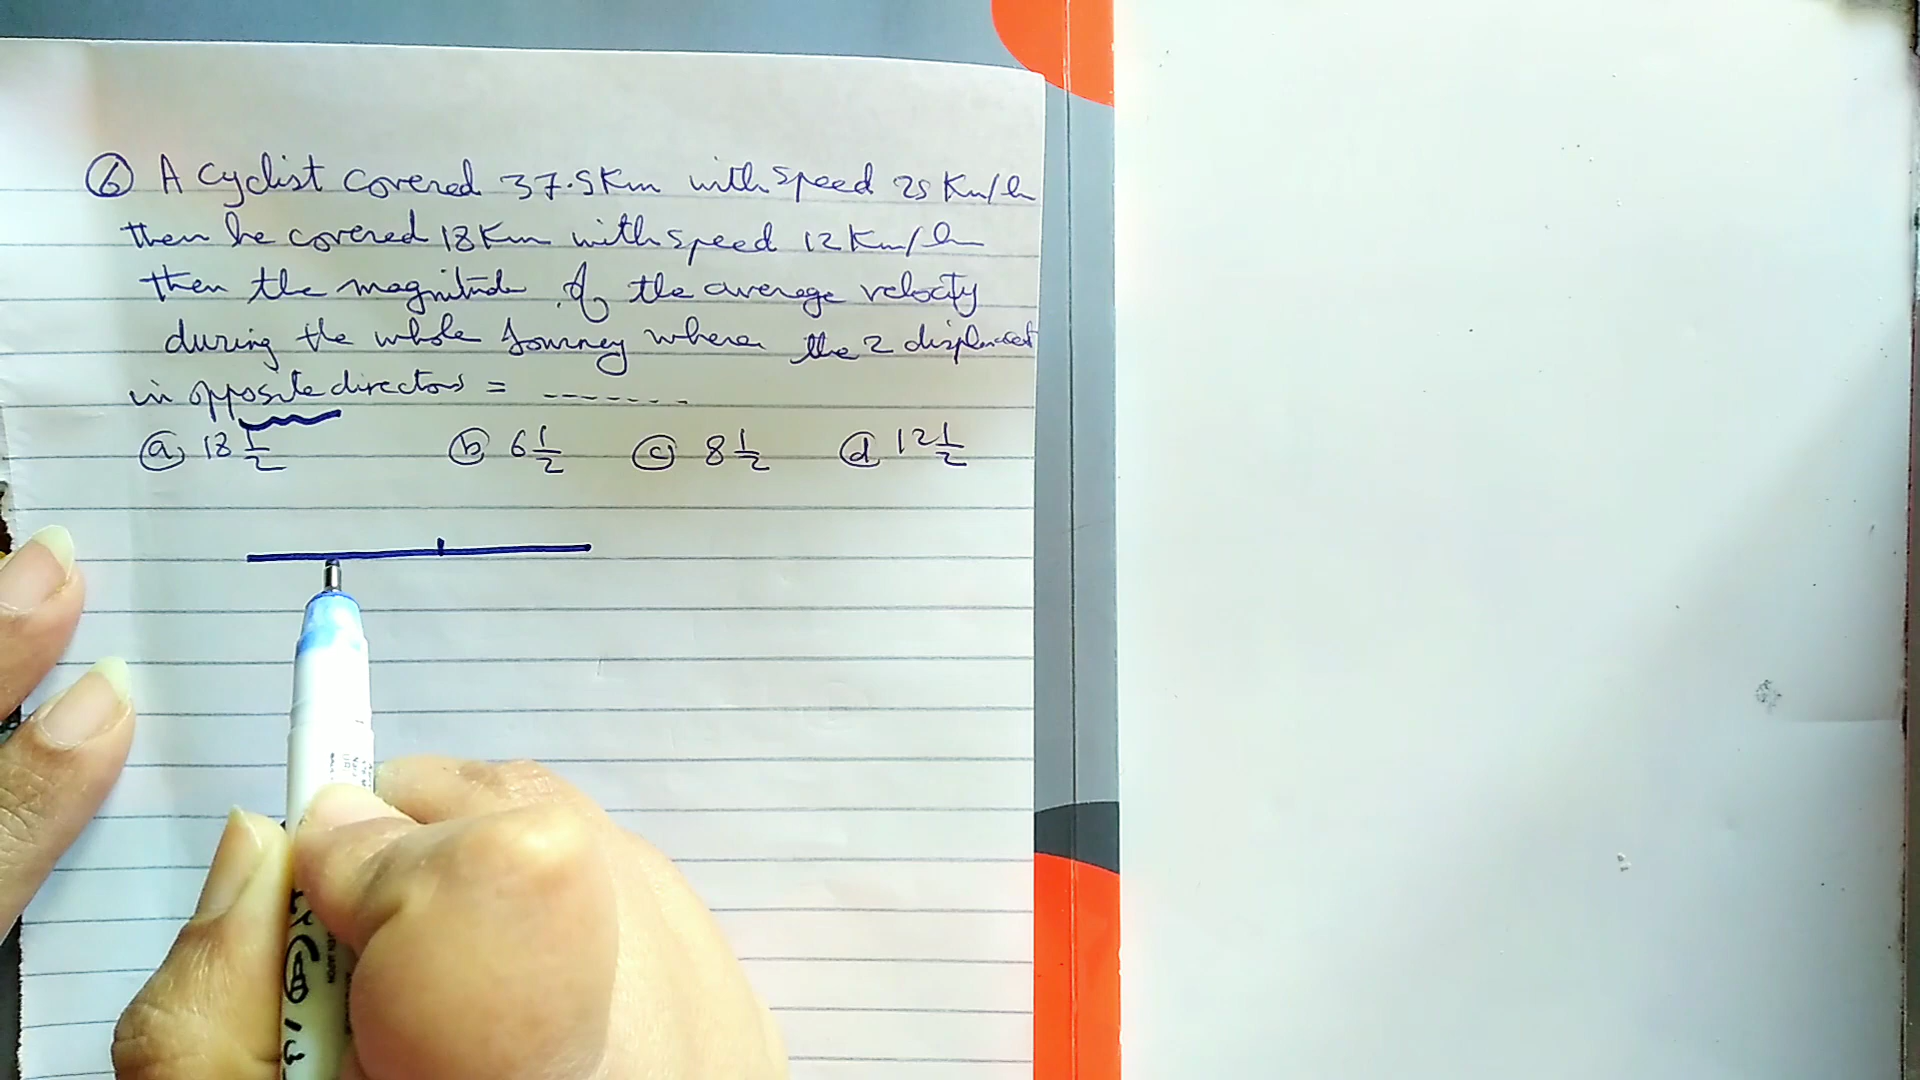 ⑥ A cyclist covered 37.5 Km with speed 25 Km/h
then he covered 18 Km with speed 12 Km/h
then the magnitude of the average velocity
during the whole Journey where the 2 displacent
in opposite directions = -------
ⓐ 18 1/2 ⓑ 6 1/2 ⓒ 8 1/2 ⓓ 12 1/2